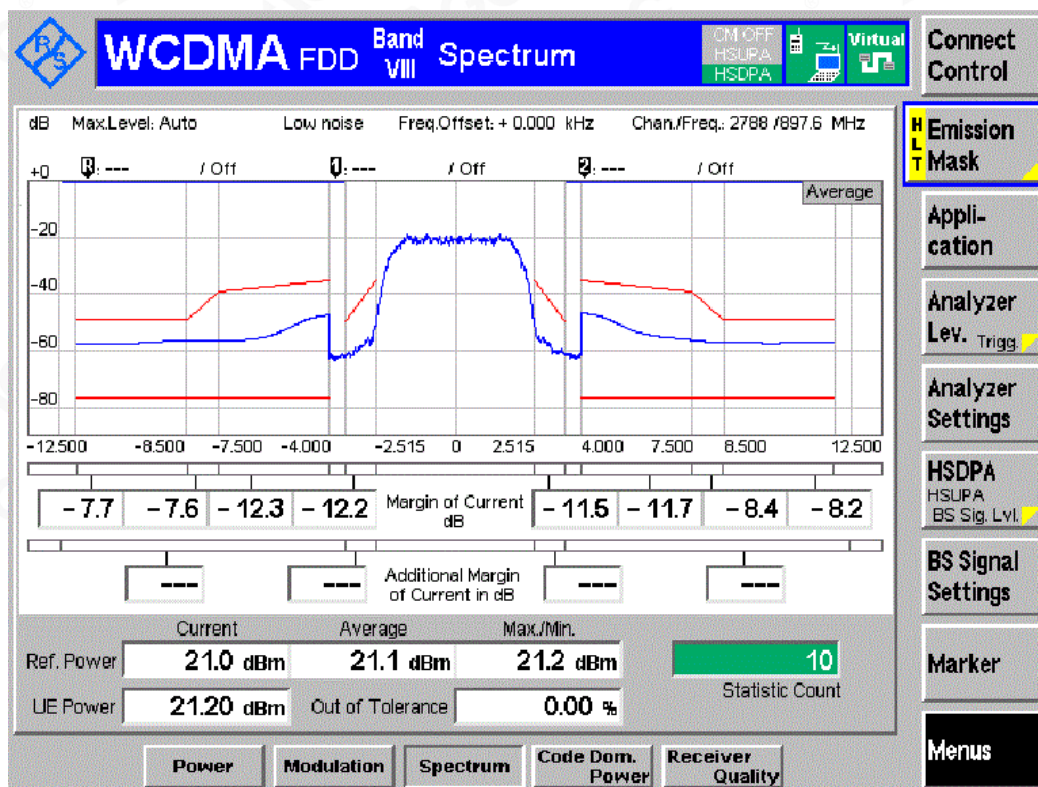 R S
WCDMA FDD Band VIII Spectrum
CM OFF
HSUPA
HSDPA
Virtual
Connect
Control
dB Max.Level: Auto Low noise Freq.Offset: + 0.000 kHz Chan./Freq.: 2788 /897.6 MHz
H L T
Emission
Mask
+0 R: --- / Off 1: --- / Off 2: --- / Off
Average
-20
-40
-60
-80
-12.500 -8.500 -7.500 -4.000 -2.515 0 2.515 4.000 7.500 8.500 12.500
Appli-
cation
Analyzer
Lev. Trigg.
Analyzer
Settings
- 7.7 - 7.6 - 12.3 - 12.2 Margin of Current dB - 11.5 - 11.7 - 8.4 - 8.2
HSDPA
HSUPA
BS Sig. Lvl.
--- --- Additional Margin of Current in dB --- ---
BS Signal
Settings
Current Average Max./Min.
Ref. Power 21.0 dBm 21.1 dBm 21.2 dBm 10
Statistic Count
UE Power 21.20 dBm Out of Tolerance 0.00 %
Marker
Menus
Power Modulation Spectrum Code Dom. Power Receiver Quality